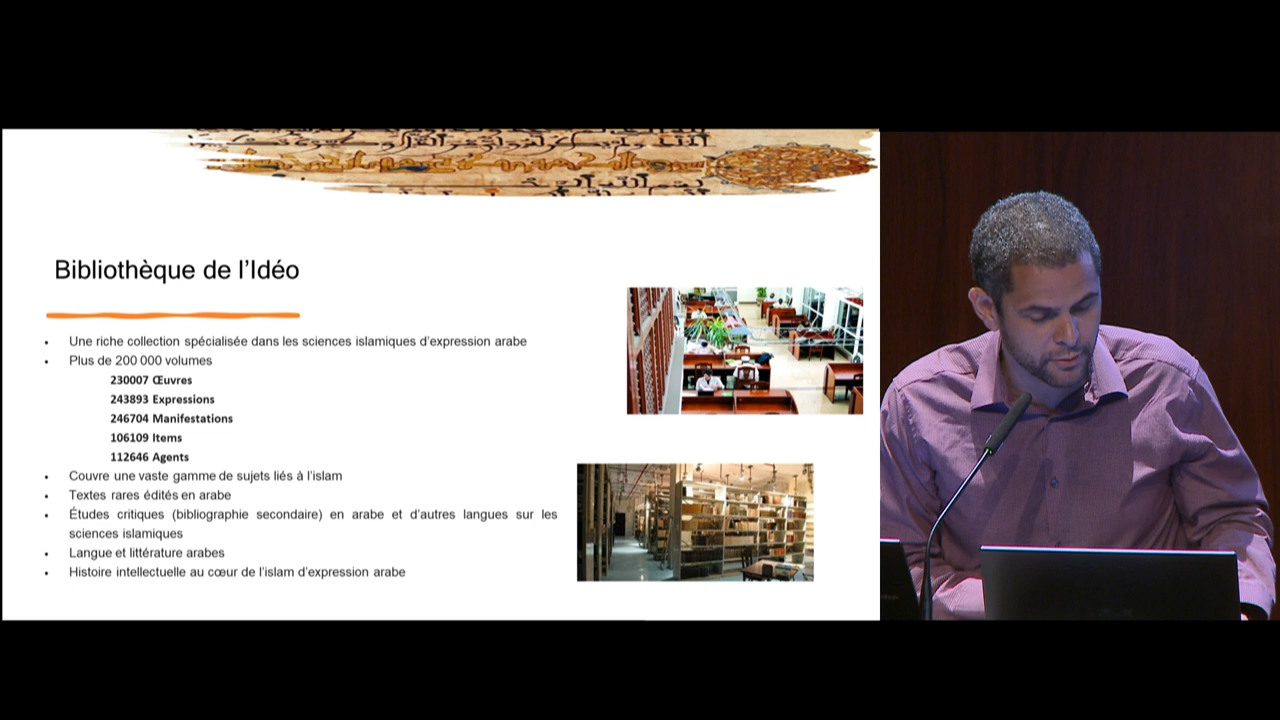 Bibliothèque de l’Idéo
• Une riche collection spécialisée dans les sciences islamiques d’expression arabe
• Plus de 200 000 volumes
230007 Œuvres
243893 Expressions
246704 Manifestations
106109 Items
112646 Agents
• Couvre une vaste gamme de sujets liés à l’islam
• Textes rares édités en arabe
• Études critiques (bibliographie secondaire) en arabe et d’autres langues sur les
sciences islamiques
• Langue et littérature arabes
• Histoire intellectuelle au cœur de l’islam d’expression arabe